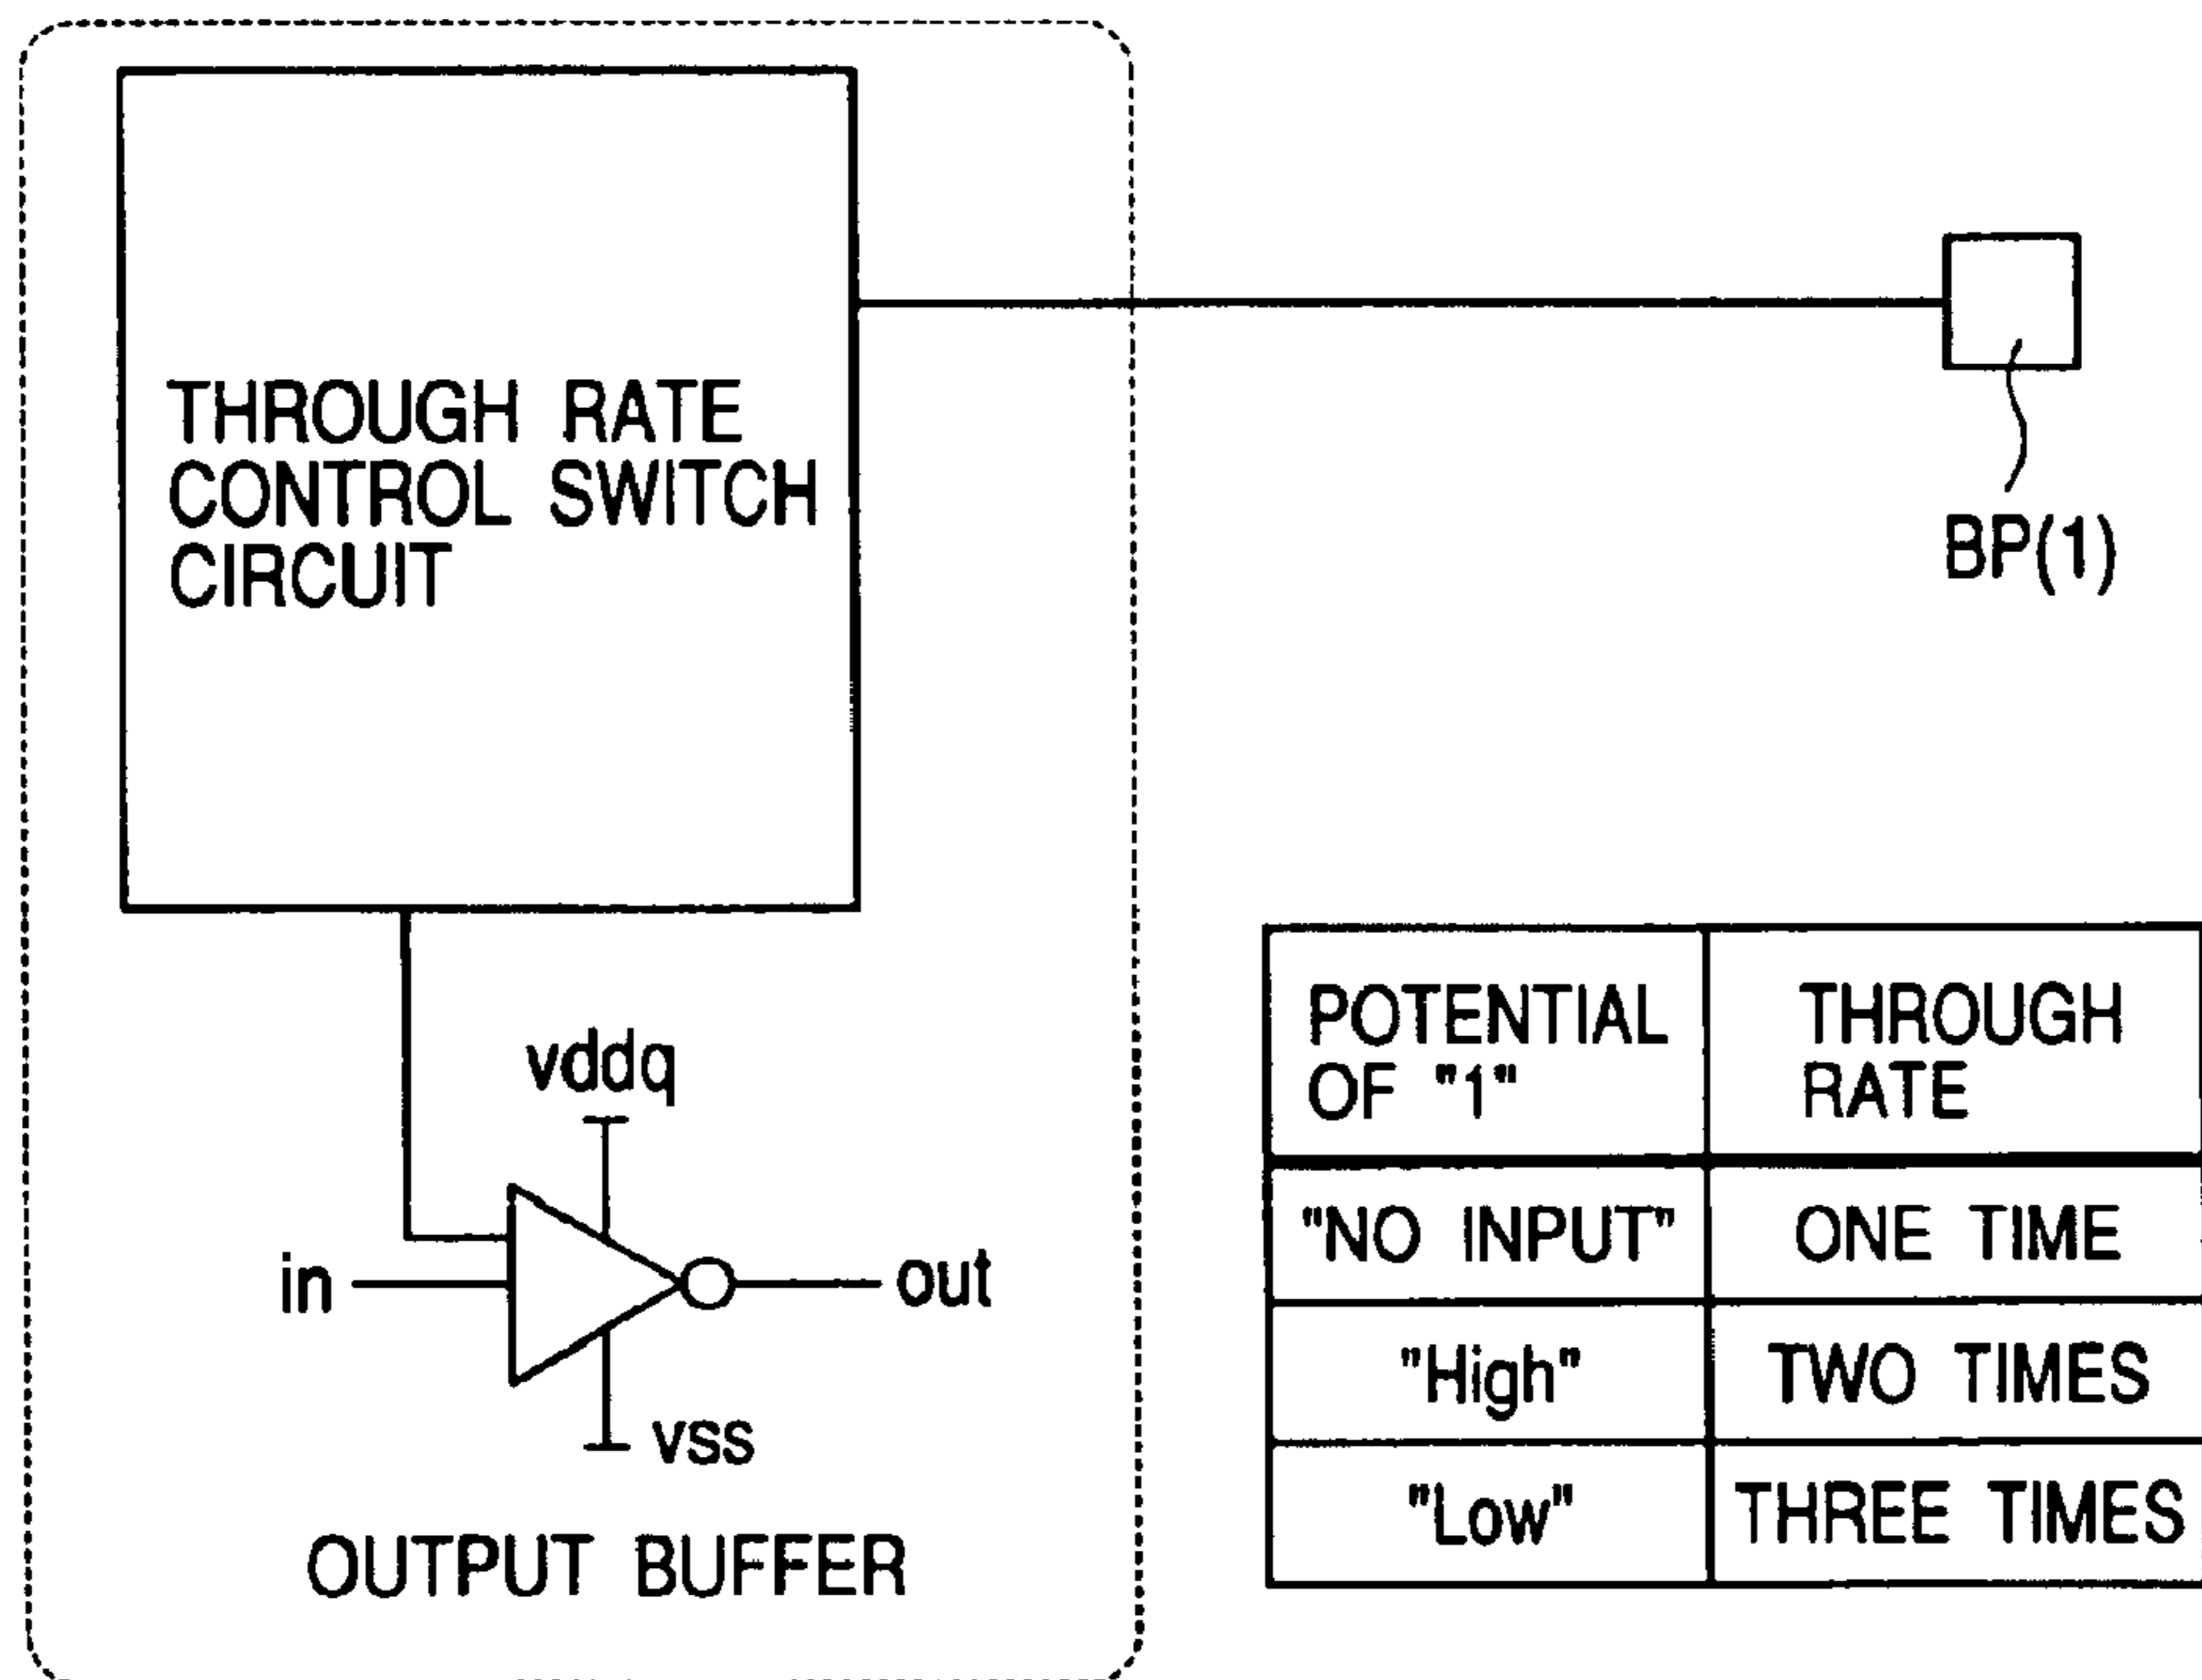 THROUGH RATE
CONTROL SWITCH
CIRCUIT
BP(1)
vddq
in
out
vss
OUTPUT BUFFER
POTENTIAL
OF "1"
THROUGH
RATE
"NO INPUT"
ONE TIME
"High"
TWO TIMES
"Low"
THREE TIMES